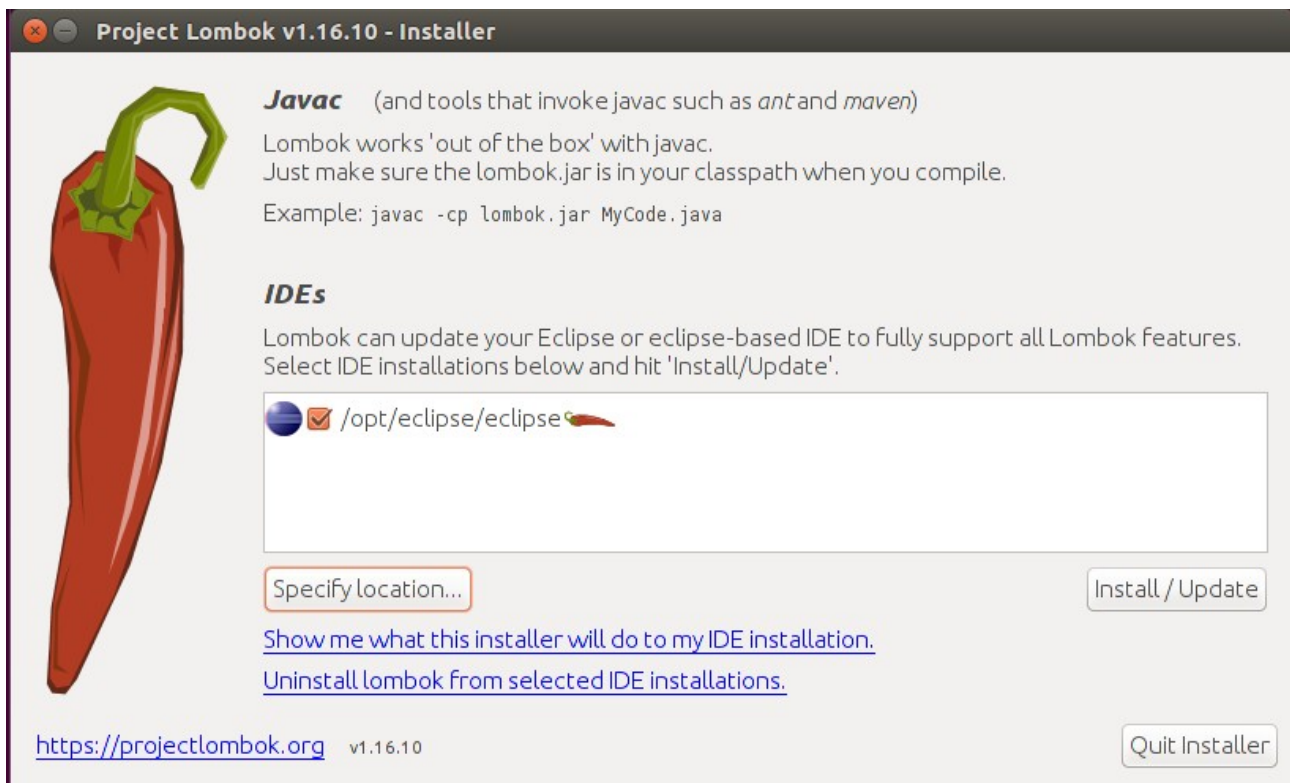 Project Lombok v1.16.10 - Installer
Javac (and tools that invoke javac such as ant and maven)
Lombok works 'out of the box' with javac.
Just make sure the lombok.jar is in your classpath when you compile.
Example: javac -cp lombok.jar MyCode.java
IDEs
Lombok can update your Eclipse or eclipse-based IDE to fully support all Lombok features.
Select IDE installations below and hit 'Install/Update'.
/opt/eclipse/eclipse
Specify location... Install / Update
Show me what this installer will do to my IDE installation.
Uninstall lombok from selected IDE installations.
https://projectlombok.org v1.16.10 Quit Installer